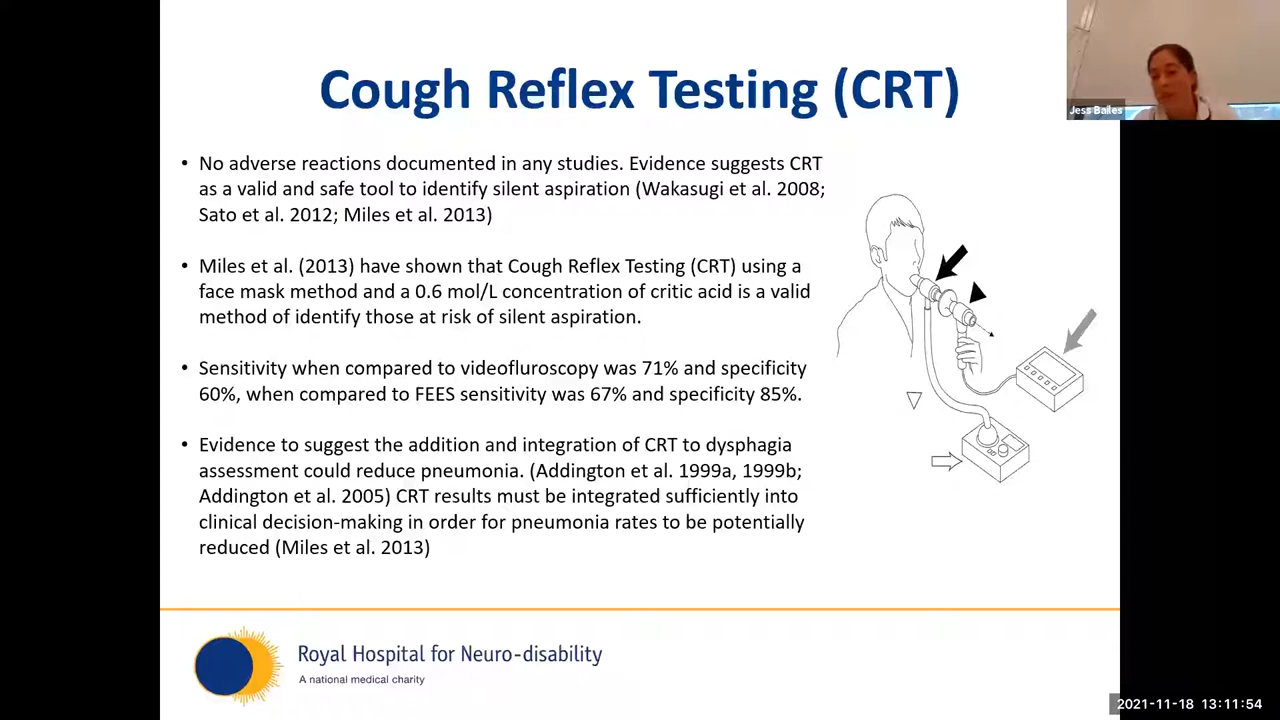 Cough Reflex Testing (CRT)
Jess Bailes
• No adverse reactions documented in any studies. Evidence suggests CRT
as a valid and safe tool to identify silent aspiration (Wakasugi et al. 2008;
Sato et al. 2012; Miles et al. 2013)
• Miles et al. (2013) have shown that Cough Reflex Testing (CRT) using a
face mask method and a 0.6 mol/L concentration of critic acid is a valid
method of identify those at risk of silent aspiration.
• Sensitivity when compared to videofluroscopy was 71% and specificity
60%, when compared to FEES sensitivity was 67% and specificity 85%.
• Evidence to suggest the addition and integration of CRT to dysphagia
assessment could reduce pneumonia. (Addington et al. 1999a, 1999b;
Addington et al. 2005) CRT results must be integrated sufficiently into
clinical decision-making in order for pneumonia rates to be potentially
reduced (Miles et al. 2013)
Royal Hospital for Neuro-disability
A national medical charity
2021-11-18 13:11:54